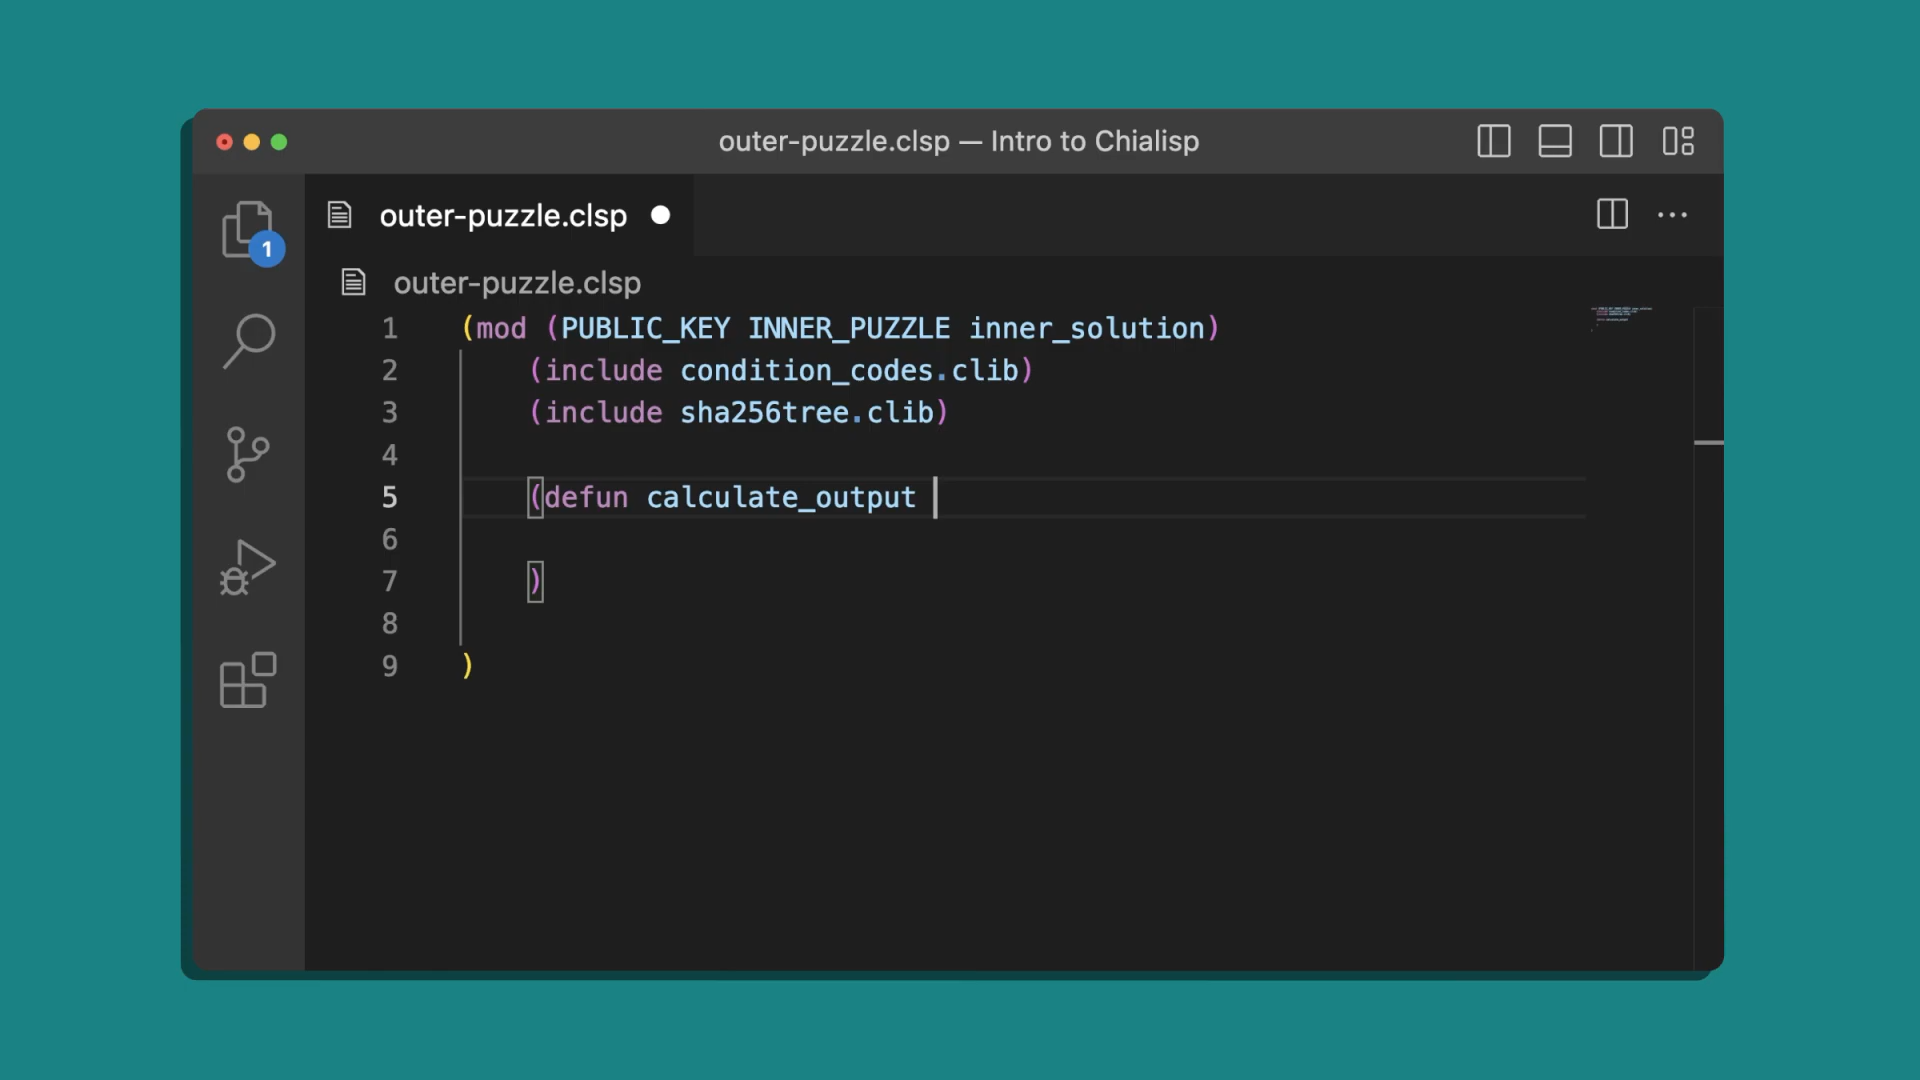 outer-puzzle.clsp — Intro to Chialisp
outer-puzzle.clsp
1
outer-puzzle.clsp
1 (mod (PUBLIC_KEY INNER_PUZZLE inner_solution)
2 (include condition_codes.clib)
3 (include sha256tree.clib)
4
5 (defun calculate_output
6
7 )
8
9 )